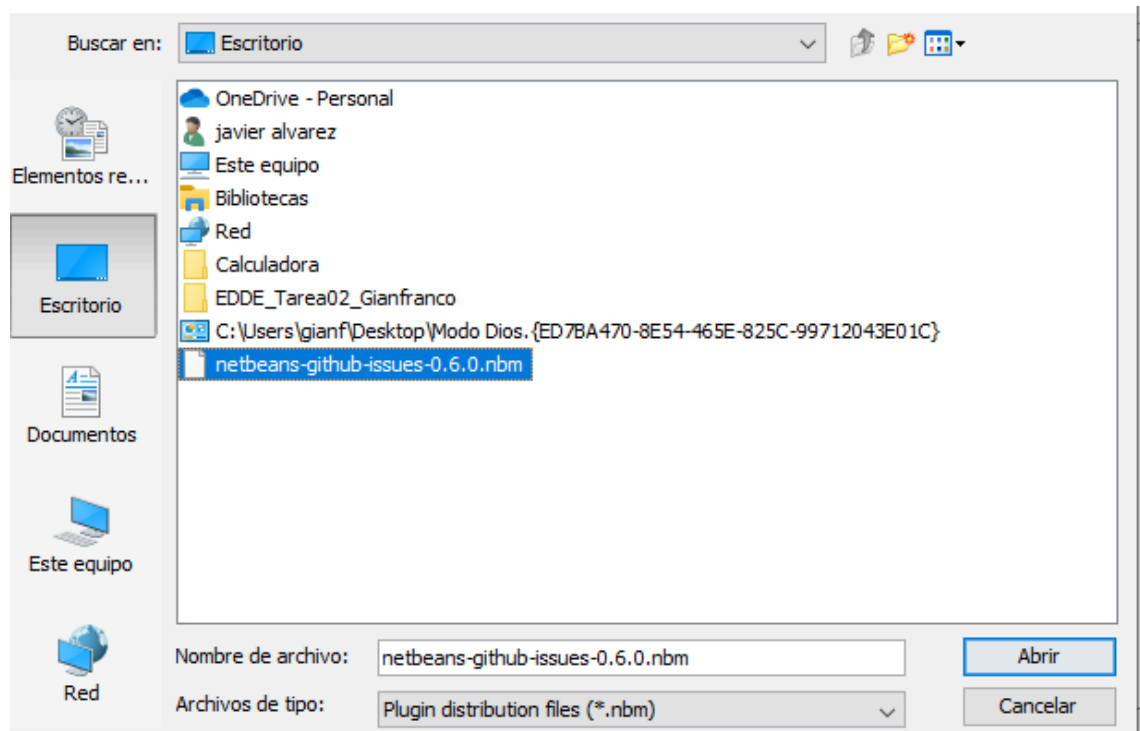 Buscar en:
Escritorio
Elementos re...
Escritorio
Documentos
Este equipo
Red
OneDrive - Personal
javier alvarez
Este equipo
Bibliotecas
Red
Calculadora
EDDE_Tarea02_Gianfranco
C:\Users\gianf\Desktop\Modo Dios.{ED7BA470-8E54-465E-825C-99712043E01C}
netbeans-github-issues-0.6.0.nbm
Nombre de archivo:
netbeans-github-issues-0.6.0.nbm
Abrir
Archivos de tipo:
Plugin distribution files (*.nbm)
Cancelar